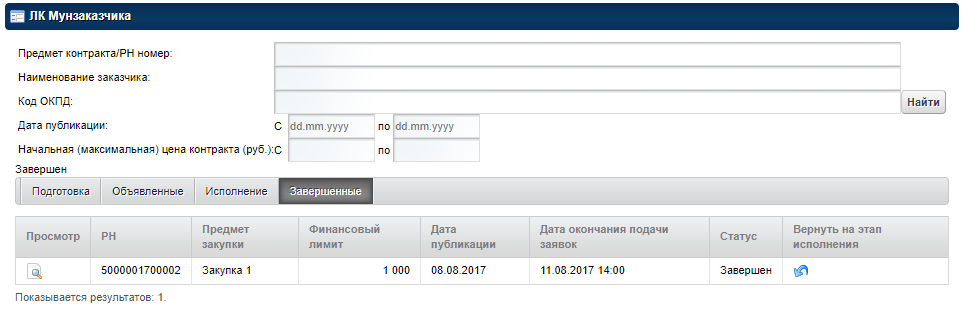 ЛК Мунзаказчика
Предмет контракта/РН номер:
Наименование заказчика:
Код ОКПД: Найти
Дата публикации: С dd.mm.yyyy по dd.mm.yyyy
Начальная (максимальная) цена контракта (руб.): С по
Завершен
Подготовка Объявленные Исполнение Завершенные
Просмотр РН Предмет закупки Финансовый лимит Дата публикации Дата окончания подачи заявок Статус Вернуть на этап исполнения
5000001700002 Закупка 1 1 000 08.08.2017 11.08.2017 14:00 Завершен
Показывается результатов: 1.